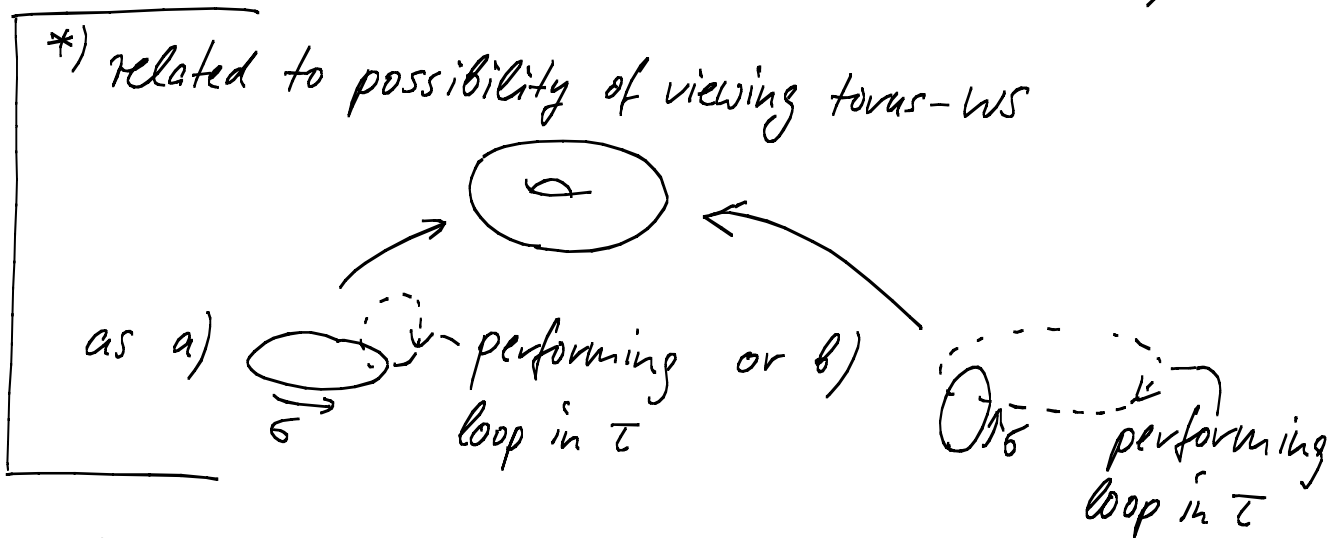 *) related to possibility of viewing torus-WS
as a) performing or b)
σ loop in τ
σ performing
loop in τ